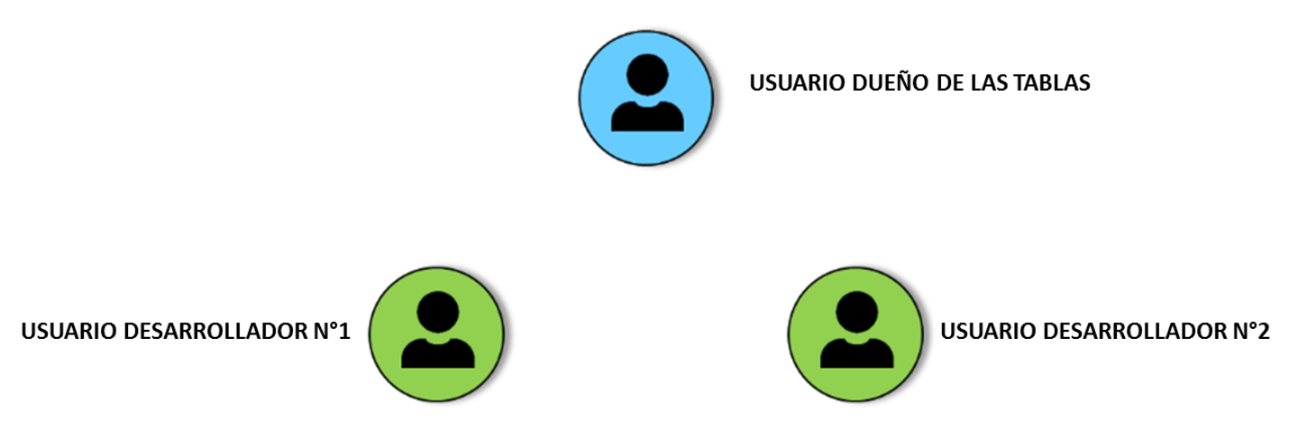 USUARIO DUEÑO DE LAS TABLAS
USUARIO DESARROLLADOR N°1
USUARIO DESARROLLADOR N°2